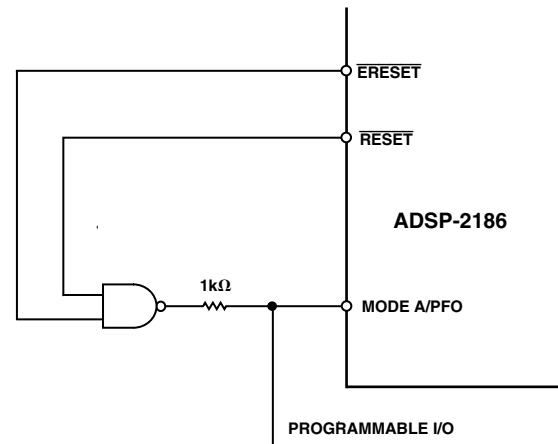 ERESET
RESET
ADSP-2186
1kΩ
MODE A/PFO
PROGRAMMABLE I/O